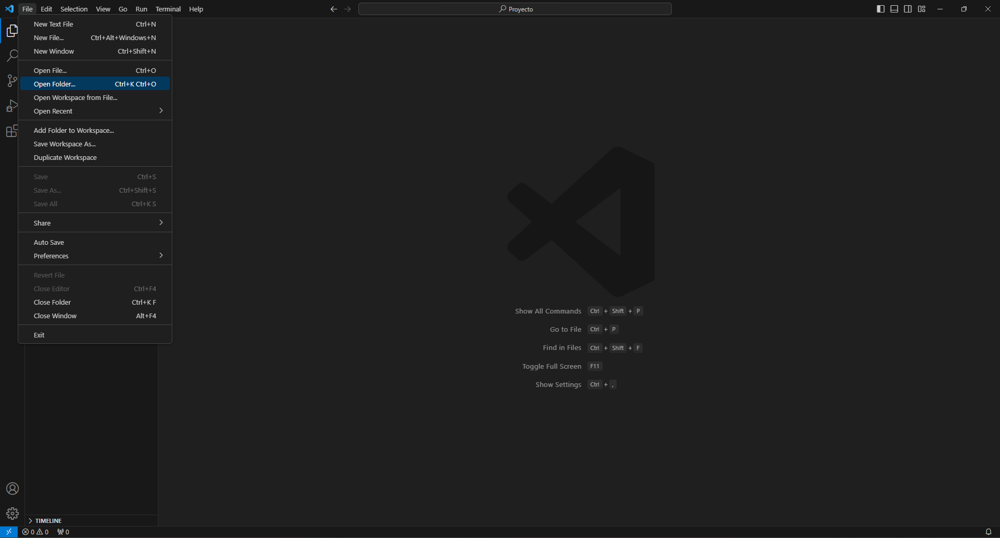 File Edit Selection View Go Run Terminal Help
Proyecto
New Text File Ctrl+N
New File... Ctrl+Alt+Windows+N
New Window Ctrl+Shift+N
Open File... Ctrl+O
Open Folder... Ctrl+K Ctrl+O
Open Workspace from File...
Open Recent
Add Folder to Workspace...
Save Workspace As...
Duplicate Workspace
Save Ctrl+S
Save As... Ctrl+Shift+S
Save All Ctrl+K S
Share
Auto Save
Preferences
Revert File
Close Editor Ctrl+F4
Close Folder Ctrl+K F
Close Window Alt+F4
Exit
Show All Commands Ctrl + Shift + P
Go to File Ctrl + P
Find in Files Ctrl + Shift + F
Toggle Full Screen F11
Show Settings Ctrl + ,
TIMELINE
0 0 0